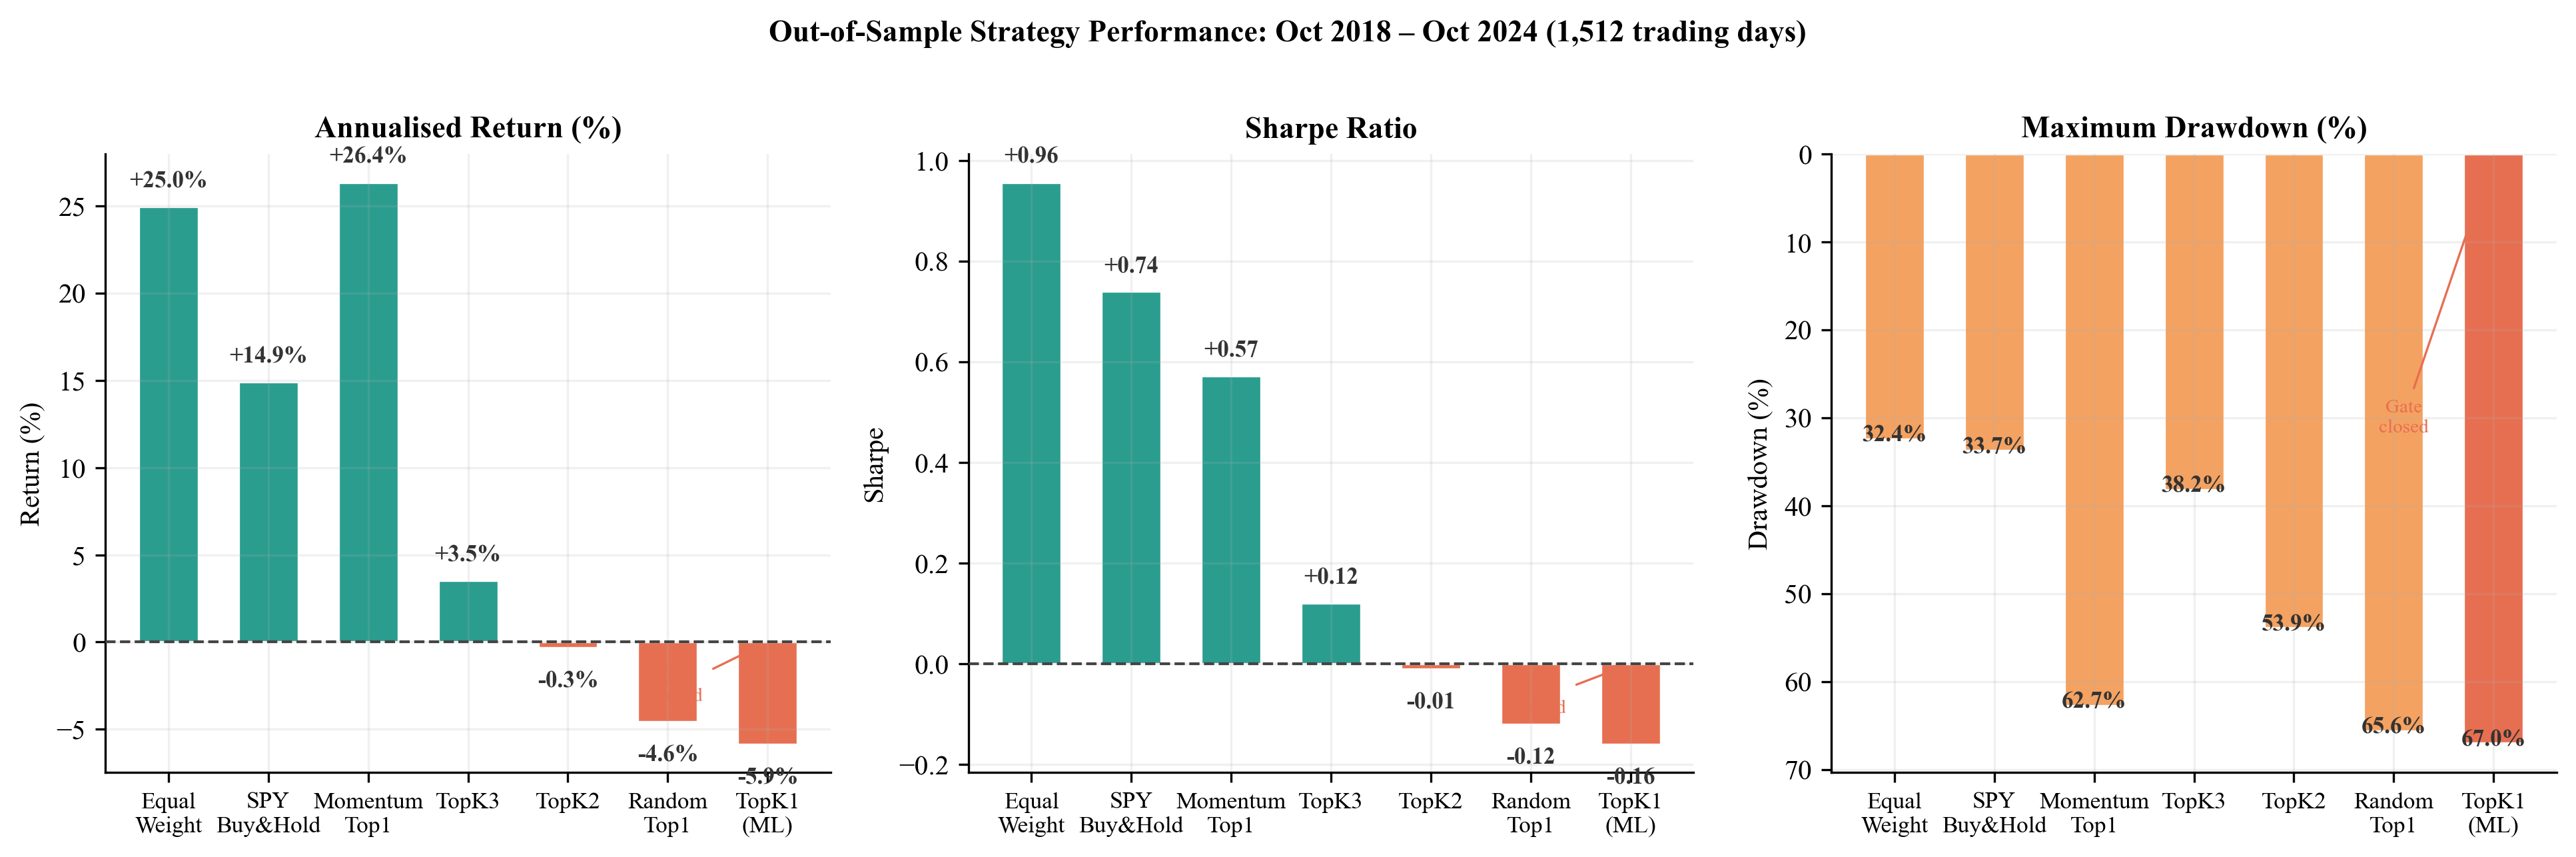 Out-of-Sample Strategy Performance: Oct 2018 – Oct 2024 (1,512 trading days)
Annualised Return (%)
Return (%)
25
20
15
10
5
0
−5
+25.0%
+14.9%
+26.4%
+3.5%
-0.3%
-4.6%
-5.9%
d
Equal
Weight
SPY
Buy&Hold
Momentum
Top1
TopK3
TopK2
Random
Top1
TopK1
(ML)
Sharpe Ratio
Sharpe
1.0
0.8
0.6
0.4
0.2
0.0
−0.2
+0.96
+0.74
+0.57
+0.12
-0.01
-0.12
-0.16
d
Equal
Weight
SPY
Buy&Hold
Momentum
Top1
TopK3
TopK2
Random
Top1
TopK1
(ML)
Maximum Drawdown (%)
Drawdown (%)
0
10
20
30
40
50
60
70
32.4%
33.7%
62.7%
38.2%
53.9%
65.6%
67.0%
Gate
closed
Equal
Weight
SPY
Buy&Hold
Momentum
Top1
TopK3
TopK2
Random
Top1
TopK1
(ML)